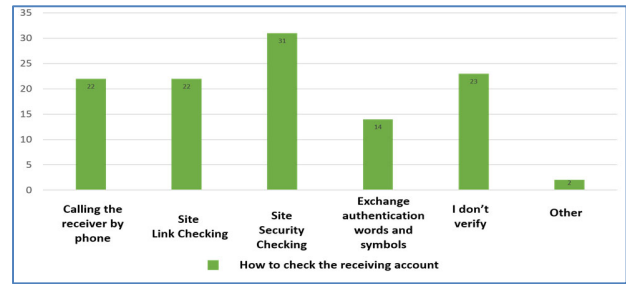 35
30
25
20
15
10
5
0
22
22
31
14
23
2
Calling the
receiver by
phone
Site
Link Checking
Site
Security
Checking
Exchange
authentication
words and
symbols
I don't
verify
Other
How to check the receiving account